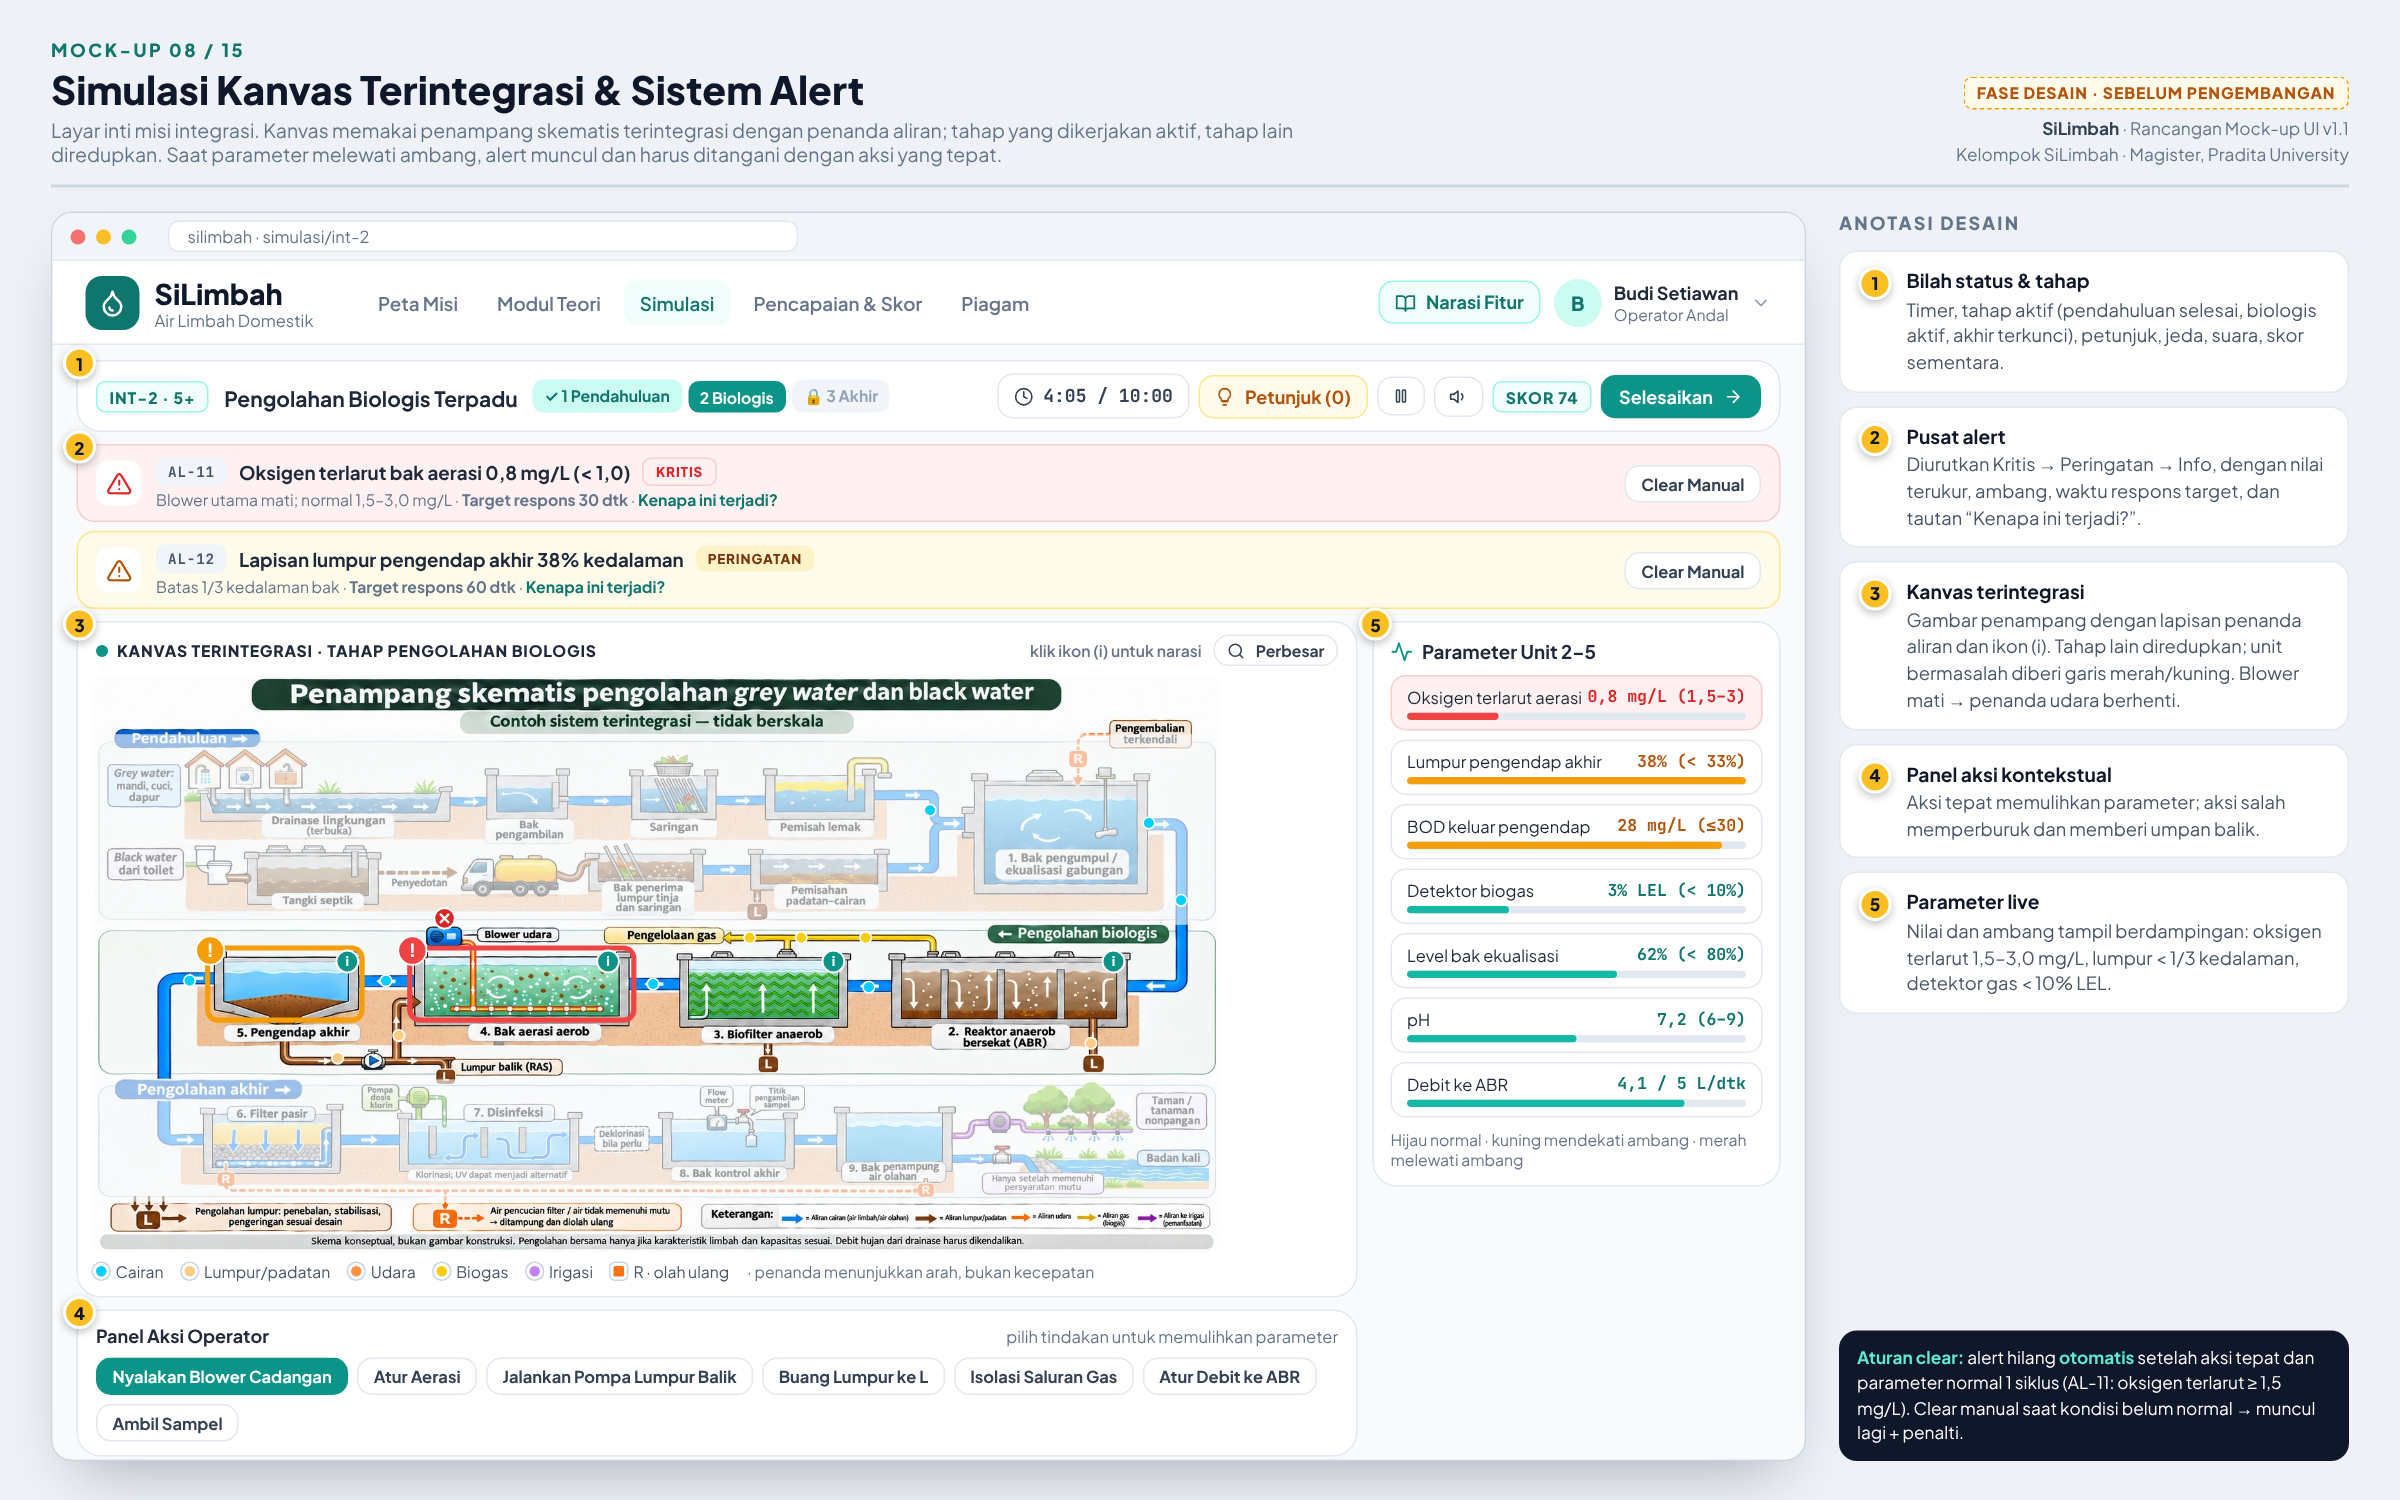 MOCK-UP 08 / 15
Simulasi Kanvas Terintegrasi & Sistem Alert
Layar inti misi integrasi. Kanvas memakai penampang skematis terintegrasi dengan penanda aliran; tahap yang dikerjakan aktif, tahap lain
diredupkan. Saat parameter melewati ambang, alert muncul dan harus ditangani dengan aksi yang tepat.
FASE DESAIN · SEBELUM PENGEMBANGAN
SiLimbah · Rancangan Mock-up UI v1.1
Kelompok SiLimbah · Magister, Pradita University
silimbah · simulasi/int-2
SiLimbah
Air Limbah Domestik
Peta Misi
Modul Teori
Simulasi
Pencapaian & Skor
Piagam
Narasi Fitur
B
Budi Setiawan
Operator Andal
1
INT-2 · 5+
Pengolahan Biologis Terpadu
✓ 1 Pendahuluan
2 Biologis
🔒 3 Akhir
4:05 / 10:00
Petunjuk (0)
SKOR 74
Selesaikan →
2
AL-11
Oksigen terlarut bak aerasi 0,8 mg/L (< 1,0)
KRITIS
Blower utama mati; normal 1,5–3,0 mg/L · Target respons 30 dtk · Kenapa ini terjadi?
Clear Manual
AL-12
Lapisan lumpur pengendap akhir 38% kedalaman
PERINGATAN
Batas 1/3 kedalaman bak · Target respons 60 dtk · Kenapa ini terjadi?
Clear Manual
3
KANVAS TERINTEGRASI · TAHAP PENGOLAHAN BIOLOGIS
klik ikon (i) untuk narasi
Perbesar
Penampang skematis pengolahan grey water dan black water
Contoh sistem terintegrasi — tidak berskala
Pendahuluan →
Pengembalian
terkendali
R
Grey water:
mandi, cuci,
dapur
Drainase lingkungan
(terbuka)
Bak
pengambilan
Saringan
Pemisah lemak
1. Bak pengumpul /
ekualisasi gabungan
Black water
dari toilet
Tangki septik
Penyedotan
Bak penerima
lumpur tinja
dan saringan
Pemisahan
padatan–cairan
L
Blower udara
Pengelolaan gas
← Pengolahan biologis
!
i
!
i
i
i
5. Pengendap akhir
4. Bak aerasi aerob
3. Biofilter anaerob
2. Reaktor anaerob
bersekat (ABR)
L
L
L
Lumpur balik (RAS)
Pengolahan akhir →
Pompa
dosis
klorin
6. Filter pasir
7. Disinfeksi
Flow
meter
Titik
pengambilan
sampel
Deklorinasi
bila perlu
Klorinasi; UV dapat menjadi alternatif
8. Bak kontrol akhir
9. Bak penampung
air olahan
Taman /
tanaman
nonpangan
Badan kali
Hanya setelah memenuhi
persyaratan mutu
R
R
L
Pengolahan lumpur: penebalan, stabilisasi,
pengeringan sesuai desain
R
Air pencucian filter / air tidak memenuhi mutu
→ ditampung dan diolah ulang
Keterangan:
= Aliran cairan (air limbah/air olahan)
= Aliran lumpur/padatan
= Aliran udara
= Aliran gas
(biogas)
= Aliran ke irigasi
(pemanfaatan)
Skema konseptual, bukan gambar konstruksi. Pengolahan bersama hanya jika karakteristik limbah dan kapasitas sesuai. Debit hujan dari drainase harus dikendalikan.
Cairan
Lumpur/padatan
Udara
Biogas
Irigasi
R · olah ulang
· penanda menunjukkan arah, bukan kecepatan
4
Panel Aksi Operator
pilih tindakan untuk memulihkan parameter
Nyalakan Blower Cadangan
Atur Aerasi
Jalankan Pompa Lumpur Balik
Buang Lumpur ke L
Isolasi Saluran Gas
Atur Debit ke ABR
Ambil Sampel
5
Parameter Unit 2–5
Oksigen terlarut aerasi 0,8 mg/L (1,5–3)
Lumpur pengendap akhir 38% (< 33%)
BOD keluar pengendap 28 mg/L (≤30)
Detektor biogas 3% LEL (< 10%)
Level bak ekualisasi 62% (< 80%)
pH 7,2 (6–9)
Debit ke ABR 4,1 / 5 L/dtk
Hijau normal · kuning mendekati ambang · merah
melewati ambang
ANOTASI DESAIN
1
Bilah status & tahap
Timer, tahap aktif (pendahuluan selesai, biologis
aktif, akhir terkunci), petunjuk, jeda, suara, skor
sementara.
2
Pusat alert
Diurutkan Kritis → Peringatan → Info, dengan nilai
terukur, ambang, waktu respons target, dan
tautan “Kenapa ini terjadi?”.
3
Kanvas terintegrasi
Gambar penampang dengan lapisan penanda
aliran dan ikon (i). Tahap lain diredupkan; unit
bermasalah diberi garis merah/kuning. Blower
mati → penanda udara berhenti.
4
Panel aksi kontekstual
Aksi tepat memulihkan parameter; aksi salah
memperburuk dan memberi umpan balik.
5
Parameter live
Nilai dan ambang tampil berdampingan: oksigen
terlarut 1,5–3,0 mg/L, lumpur < 1/3 kedalaman,
detektor gas < 10% LEL.
Aturan clear: alert hilang otomatis setelah aksi tepat dan
parameter normal 1 siklus (AL-11: oksigen terlarut ≥ 1,5
mg/L). Clear manual saat kondisi belum normal → muncul
lagi + penalti.